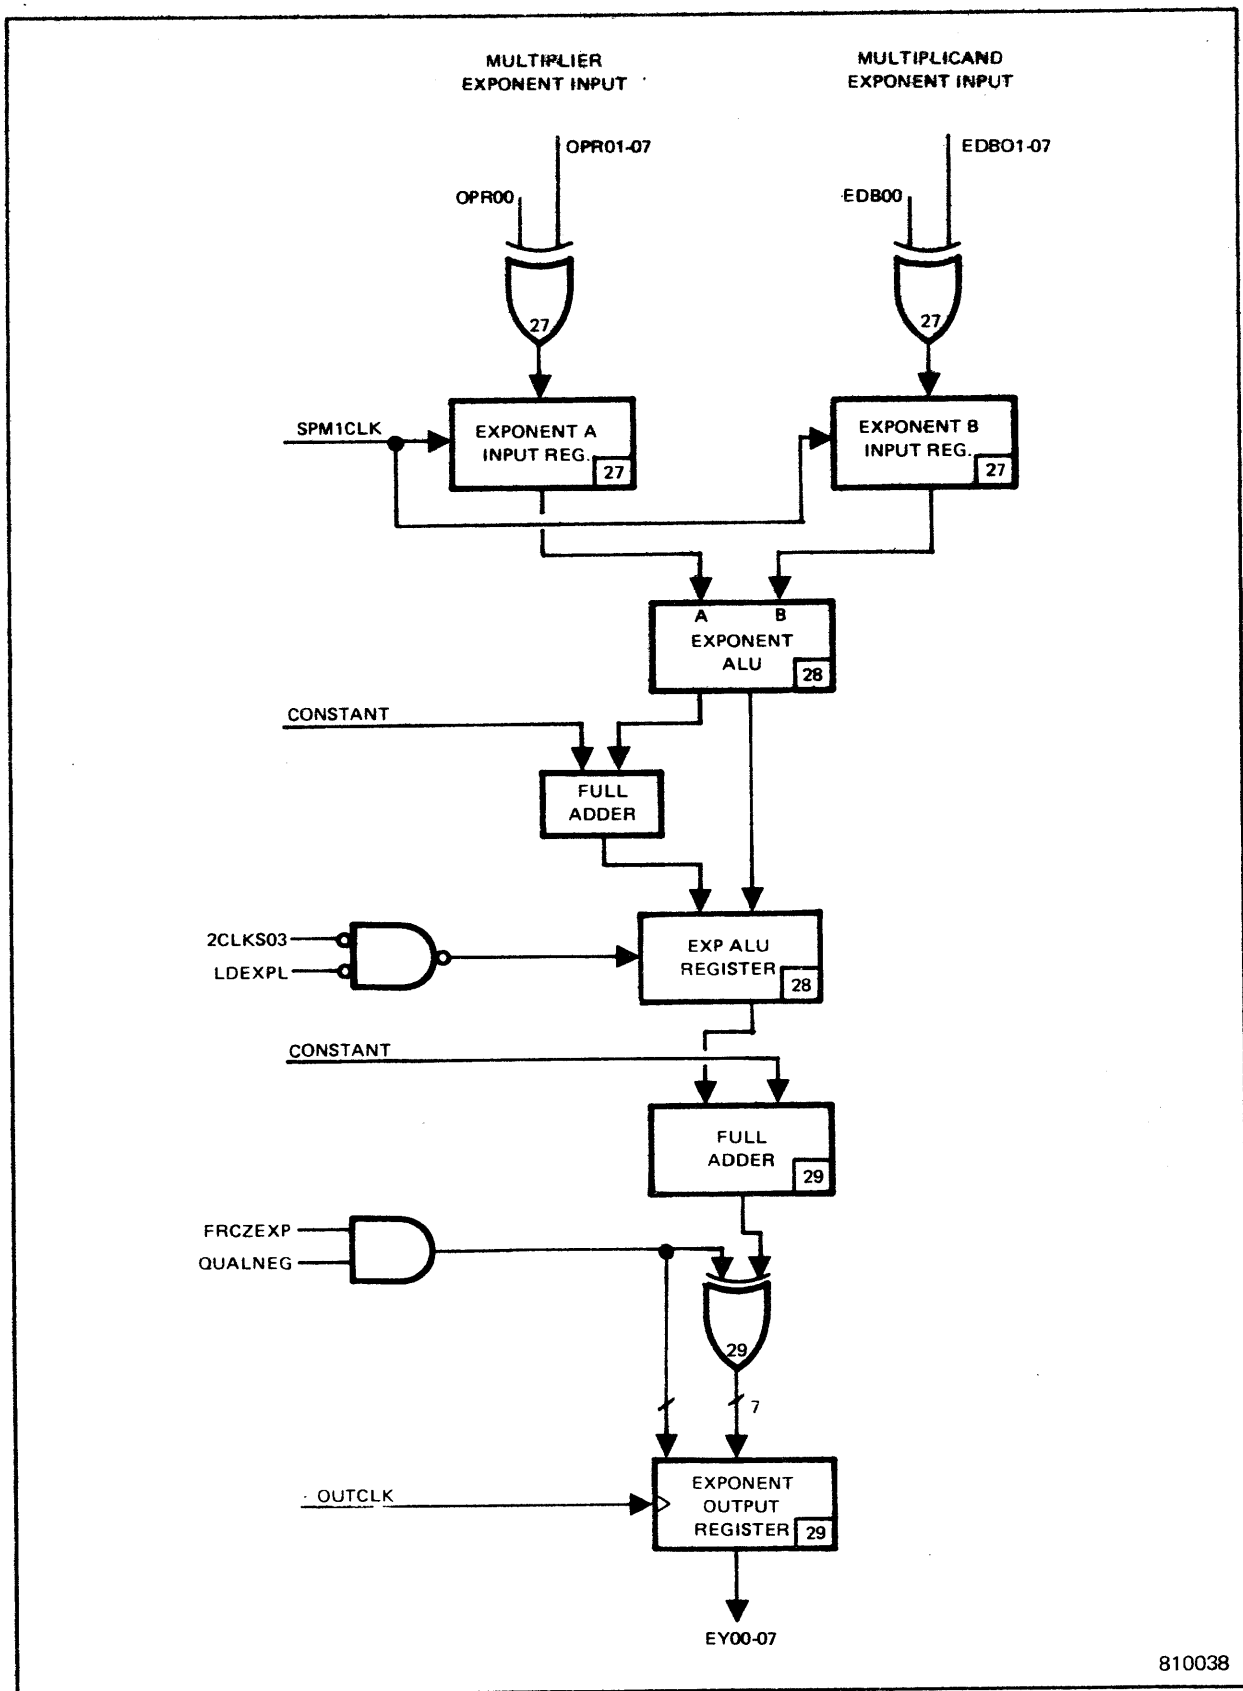 MULTIPLIER
EXPONENT INPUT
MULTIPLICAND
EXPONENT INPUT
OPR01-07
EDBO1-07
OPR00
EDB00
27
27
SPM1CLK
EXPONENT A
INPUT REG.
27
EXPONENT B
INPUT REG.
27
A
B
EXPONENT
ALU
28
CONSTANT
FULL
ADDER
2CLKS03
LDEXPL
EXP ALU
REGISTER
28
CONSTANT
FULL
ADDER
29
FRCZEXP
QUALNEG
29
7
OUTCLK
EXPONENT
OUTPUT
REGISTER
29
EY00-07
810038